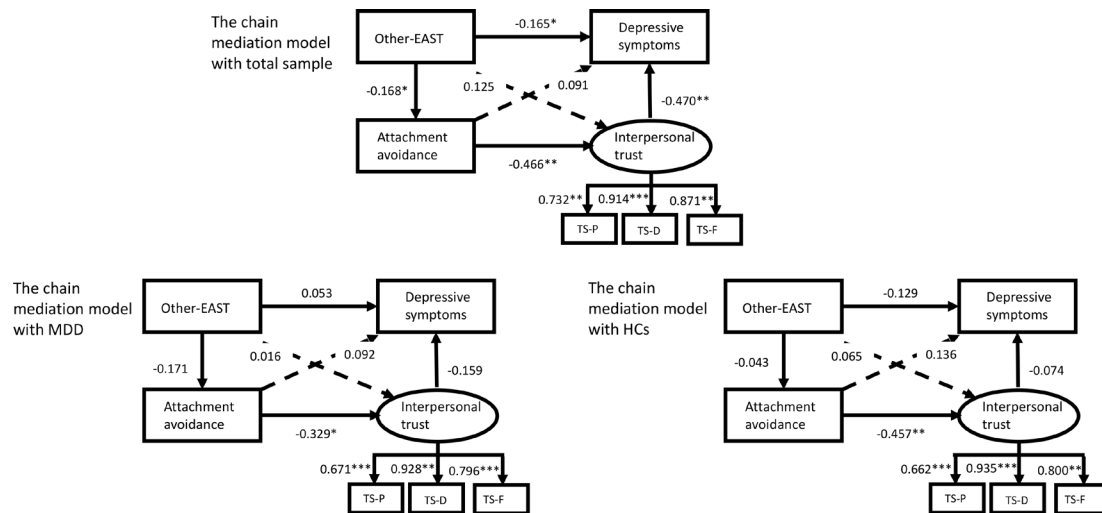 The chain
mediation model
with total sample
Other-EAST
-0.165*
Depressive
symptoms
-0.168*
0.125
0.091
-0.470**
Attachment
avoidance
-0.466**
Interpersonal
trust
0.732**
0.914***
0.871**
TS-P
TS-D
TS-F
The chain
mediation model
with MDD
Other-EAST
0.053
Depressive
symptoms
-0.171
0.016
0.092
-0.159
Attachment
avoidance
-0.329*
Interpersonal
trust
0.671***
0.928**
0.796***
TS-P
TS-D
TS-F
The chain
mediation model
with HCs
Other-EAST
-0.129
Depressive
symptoms
-0.043
0.065
0.136
-0.074
Attachment
avoidance
-0.457**
Interpersonal
trust
0.662***
0.935***
0.800**
TS-P
TS-D
TS-F